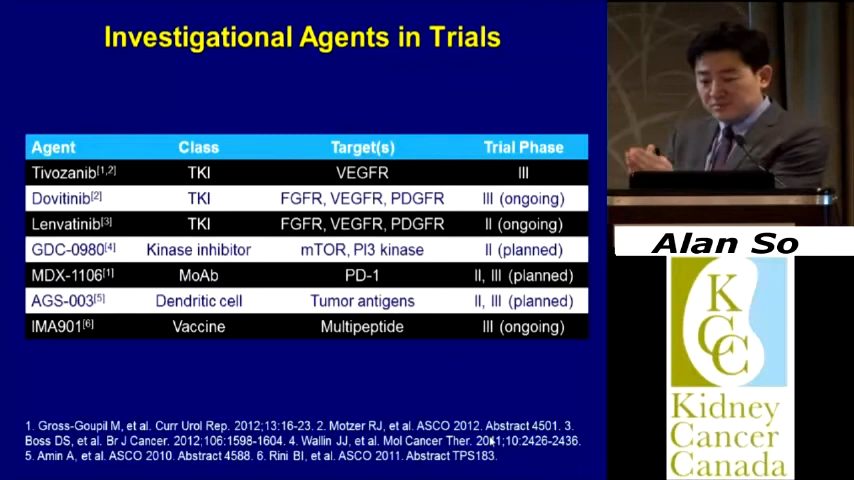 Investigational Agents in Trials
Agent Class Target(s) Trial Phase
Tivozanib[1,2] TKI VEGFR III
Dovitinib[2] TKI FGFR, VEGFR, PDGFR III (ongoing)
Lenvatinib[3] TKI FGFR, VEGFR, PDGFR II (ongoing)
GDC-0980[4] Kinase inhibitor mTOR, PI3 kinase II (planned)
MDX-1106[1] MoAb PD-1 II, III (planned)
AGS-003[5] Dendritic cell Tumor antigens II, III (planned)
IMA901[6] Vaccine Multipeptide III (ongoing)
1. Gross-Goupil M, et al. Curr Urol Rep. 2012;13:16-23. 2. Motzer RJ, et al. ASCO 2012. Abstract 4501. 3.
Boss DS, et al. Br J Cancer. 2012;106:1598-1604. 4. Wallin JJ, et al. Mol Cancer Ther. 2011;10:2426-2436.
5. Amin A, et al. ASCO 2010. Abstract 4588. 6. Rini BI, et al. ASCO 2011. Abstract TPS183.
Alan So
KCC
Kidney
Cancer
Canada